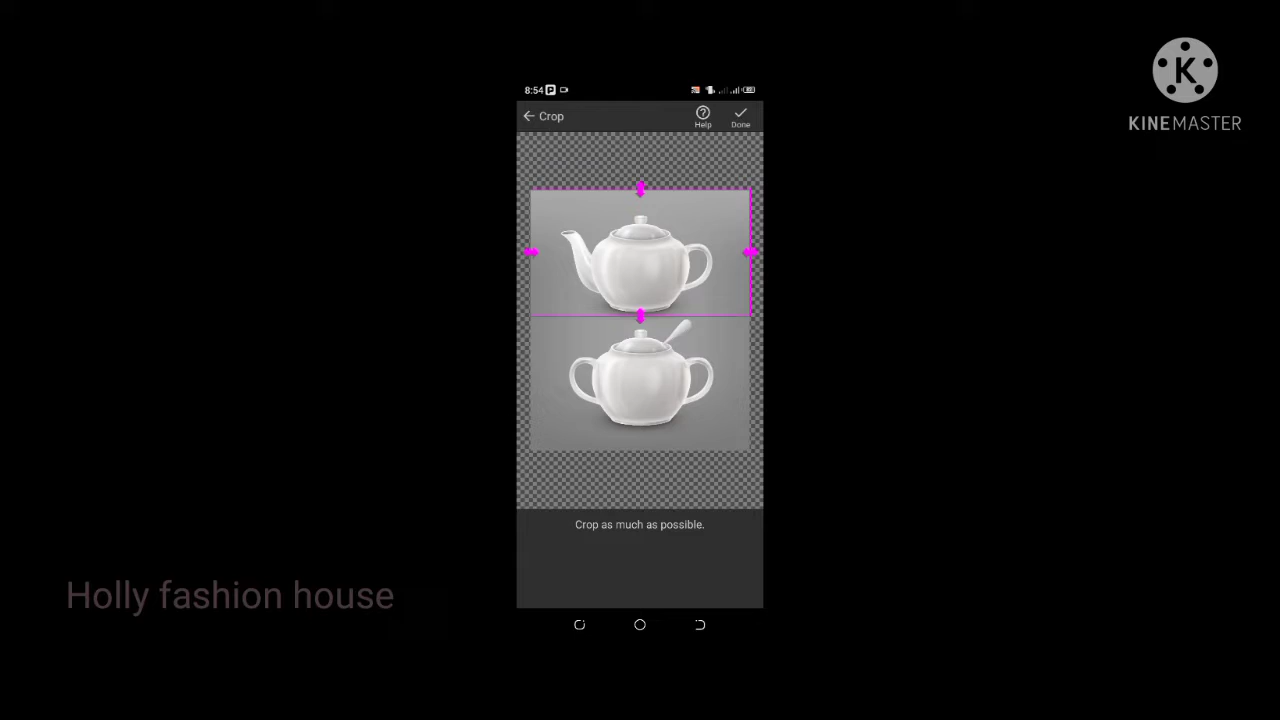 8:54
Crop
Help
Done
K
KINEMASTER
Crop as much as possible.
Holly fashion house